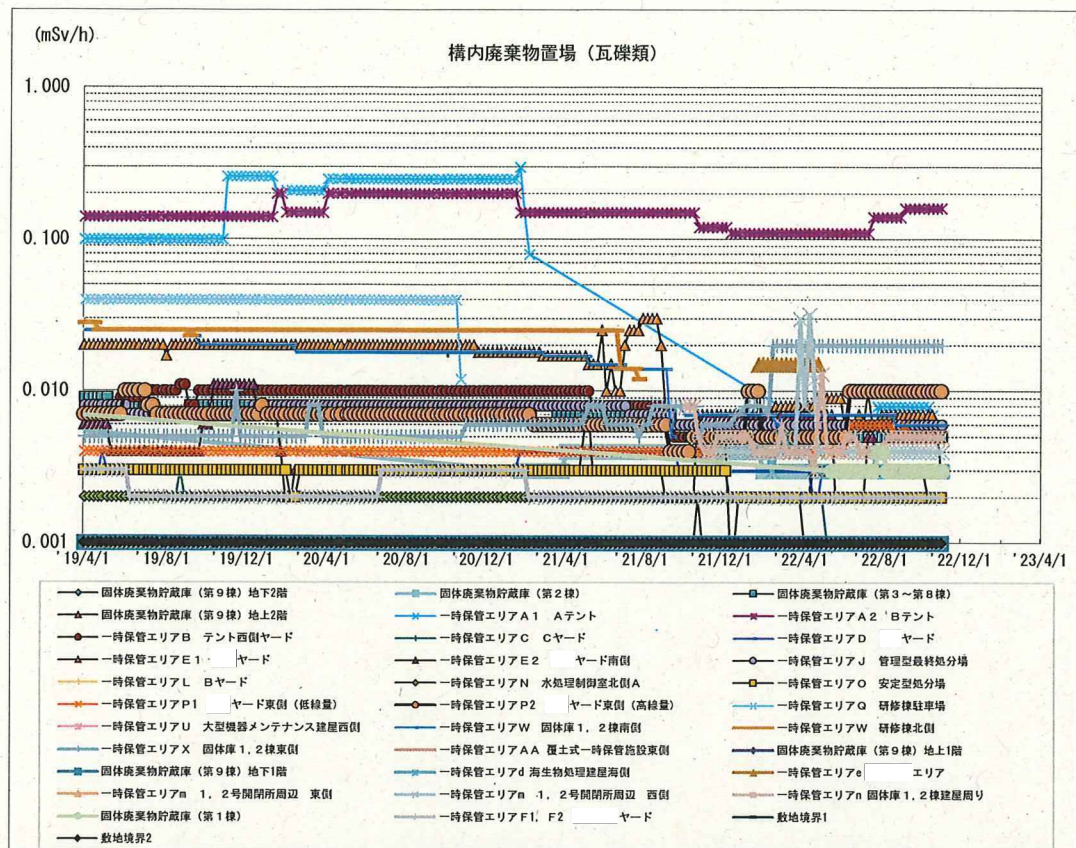 (mSv/h)
構内廃棄物置場（瓦礫類）
1.000
0.100
0.010
0.001
'19/4/1 '19/8/1 '19/12/1 '20/4/1 '20/8/1 '20/12/1 '21/4/1 '21/8/1 '21/12/1 '22/4/1 '22/8/1 '22/12/1 '23/4/1
固体廃棄物貯蔵庫（第９棟）地下2階 固体廃棄物貯蔵庫（第２棟） 固体廃棄物貯蔵庫（第３～第８棟）
固体廃棄物貯蔵庫（第９棟）地上2階 一時保管エリアＡ１ Ａテント 一時保管エリアＡ２ Ｂテント
一時保管エリアＢ テント西側ヤード 一時保管エリアＣ Ｃヤード 一時保管エリアＤ ヤード
一時保管エリアＥ１ ヤード 一時保管エリアＥ２ ヤード南側 一時保管エリアＪ 管理型最終処分場
一時保管エリアＬ Ｂヤード 一時保管エリアＮ 水処理制御室北側Ａ 一時保管エリアＯ 安定型処分場
一時保管エリアＰ１ ヤード東側（低線量） 一時保管エリアＰ２ ヤード東側（高線量） 一時保管エリアＱ 研修棟駐車場
一時保管エリアＵ 大型機器メンテナンス建屋西側 一時保管エリアＷ 固体庫１,２棟南側 一時保管エリアＷ 研修棟北側
一時保管エリアＸ 固体庫１,２棟東側 一時保管エリアＡＡ 覆土式一時保管施設東側 固体廃棄物貯蔵庫（第９棟）地上1階
固体廃棄物貯蔵庫（第９棟）地下1階 一時保管エリアd 海生物処理建屋海側 一時保管エリアe エリア
一時保管エリアm １，２号開閉所周辺 東側 一時保管エリアm １，２号開閉所周辺 西側 一時保管エリアn 固体庫１,２棟建屋周り
固体廃棄物貯蔵庫（第１棟） 一時保管エリアＦ１，Ｆ２ ヤード 敷地境界１
敷地境界２